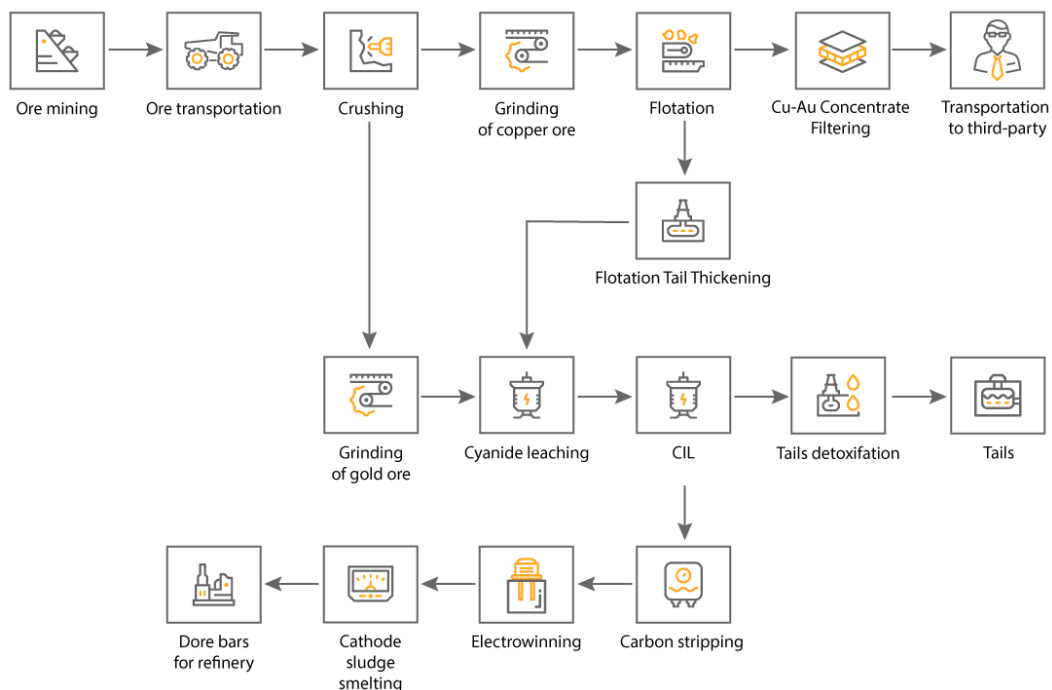 Ore mining
Ore transportation
Crushing
Grinding
of copper ore
Flotation
Cu-Au Concentrate
Filtering
Transportation
to third-party
Flotation Tail Thickening
Grinding
of gold ore
Cyanide leaching
CIL
Tails detoxifation
Tails
Dore bars
for refinery
Cathode
sludge
smelting
Electrowinning
Carbon stripping